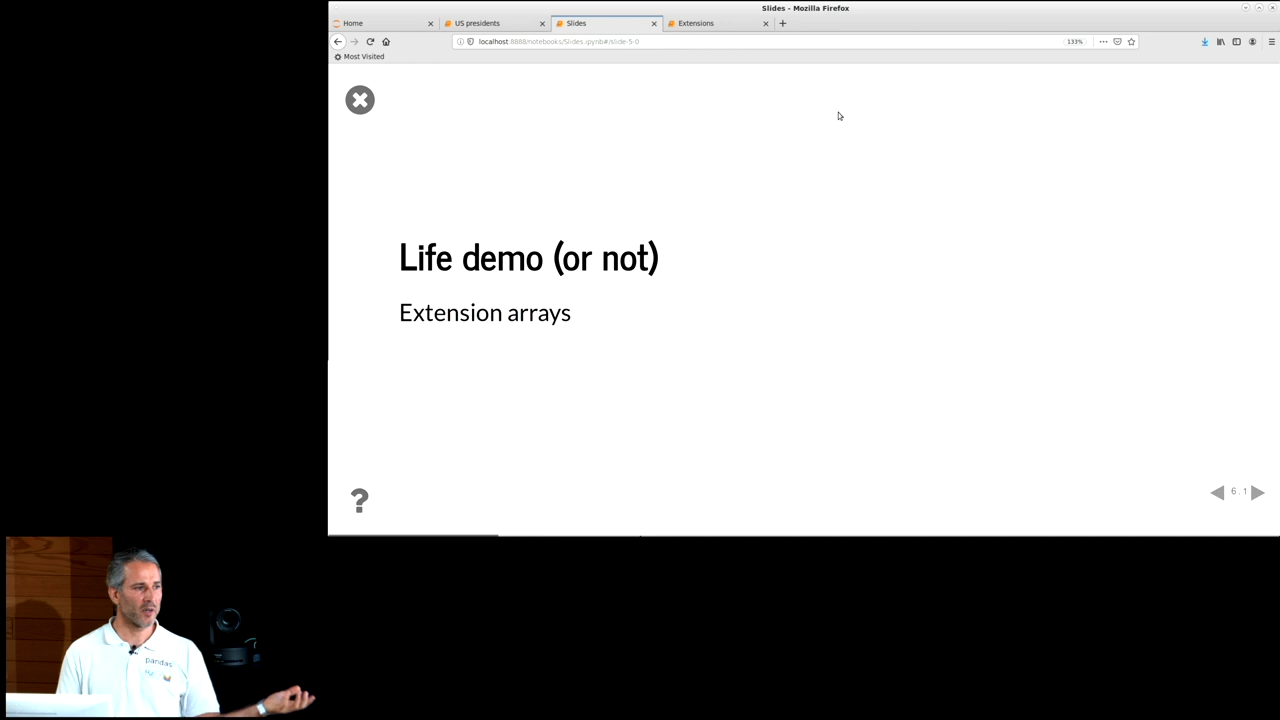 Slides - Mozilla Firefox
Home
US presidents
Slides
Extensions
localhost:8888/notebooks/Slides.ipynb#/slide-5-0
133%
Most Visited
Life demo (or not)
Extension arrays
?
6.1
pandas